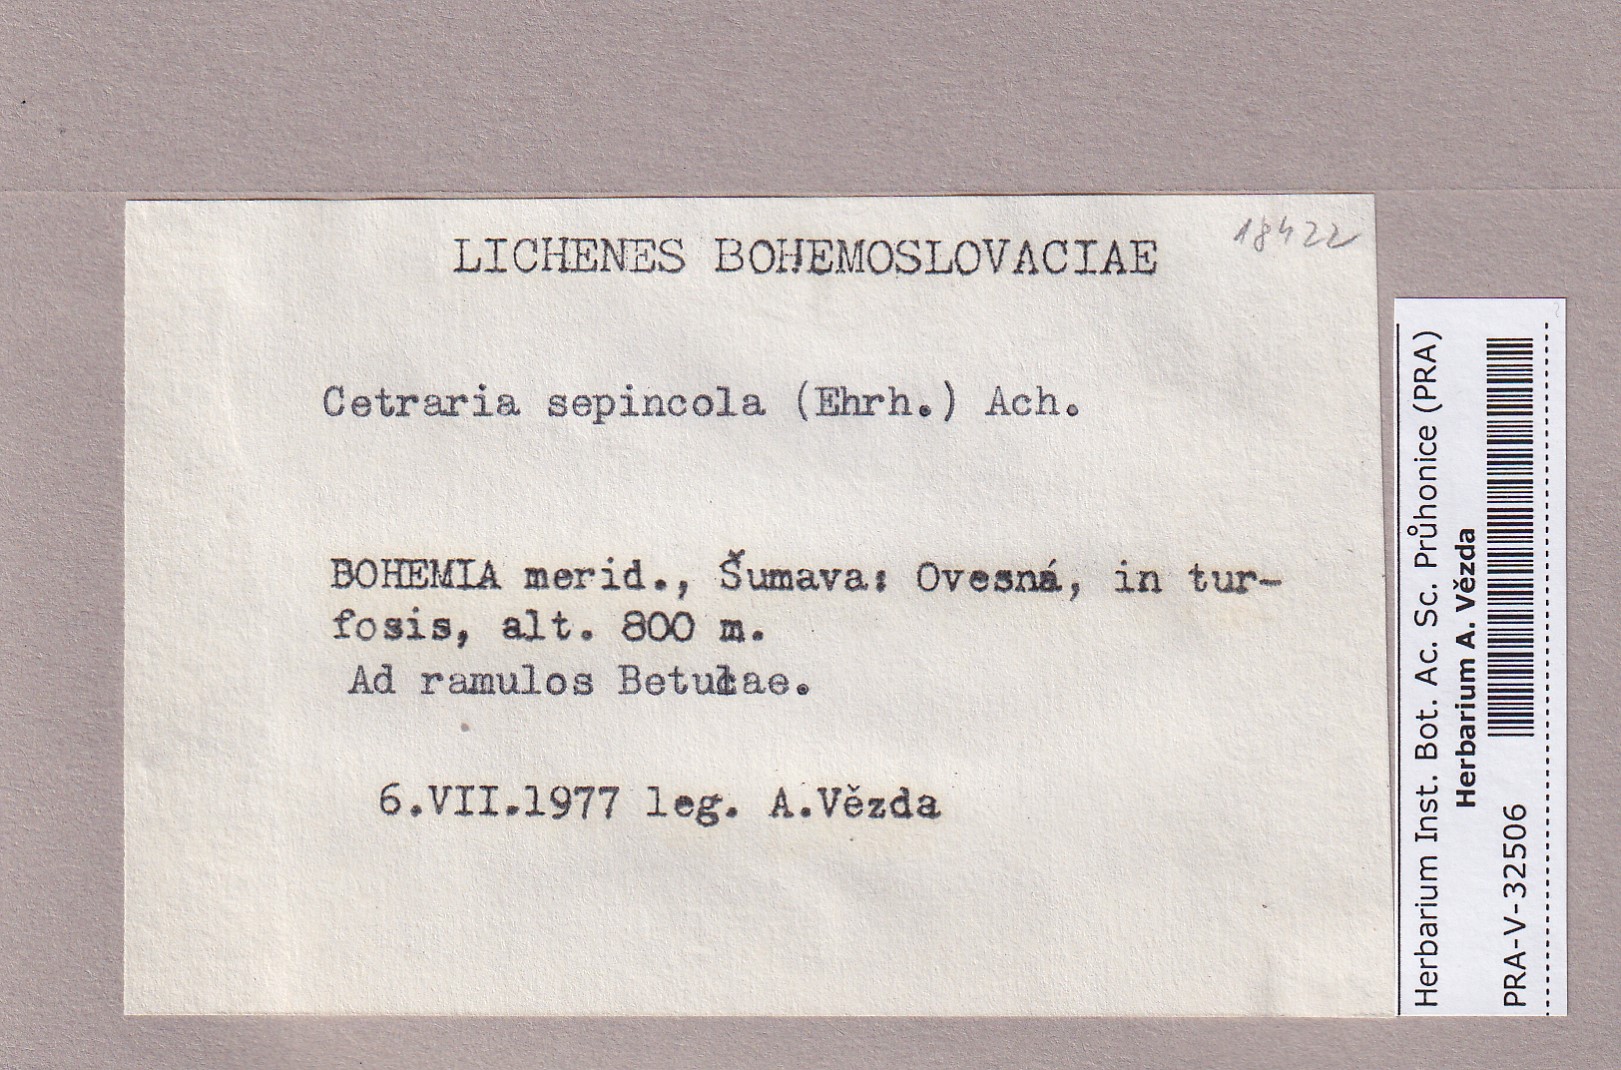 18422
LICHENES BOHEMOSLOVACIAE
Cetraria sepincola (Ehrh.) Ach.
BOHEMIA merid., Šumava: Ovesná, in tur-
fosis, alt. 800 m.
Ad ramulos Betulae.
6.VII.1977 leg. A.Vězda
Herbarium Inst. Bot. Ac. Sc. Průhonice (PRA)
Herbarium A. Vězda
PRA-V-32506